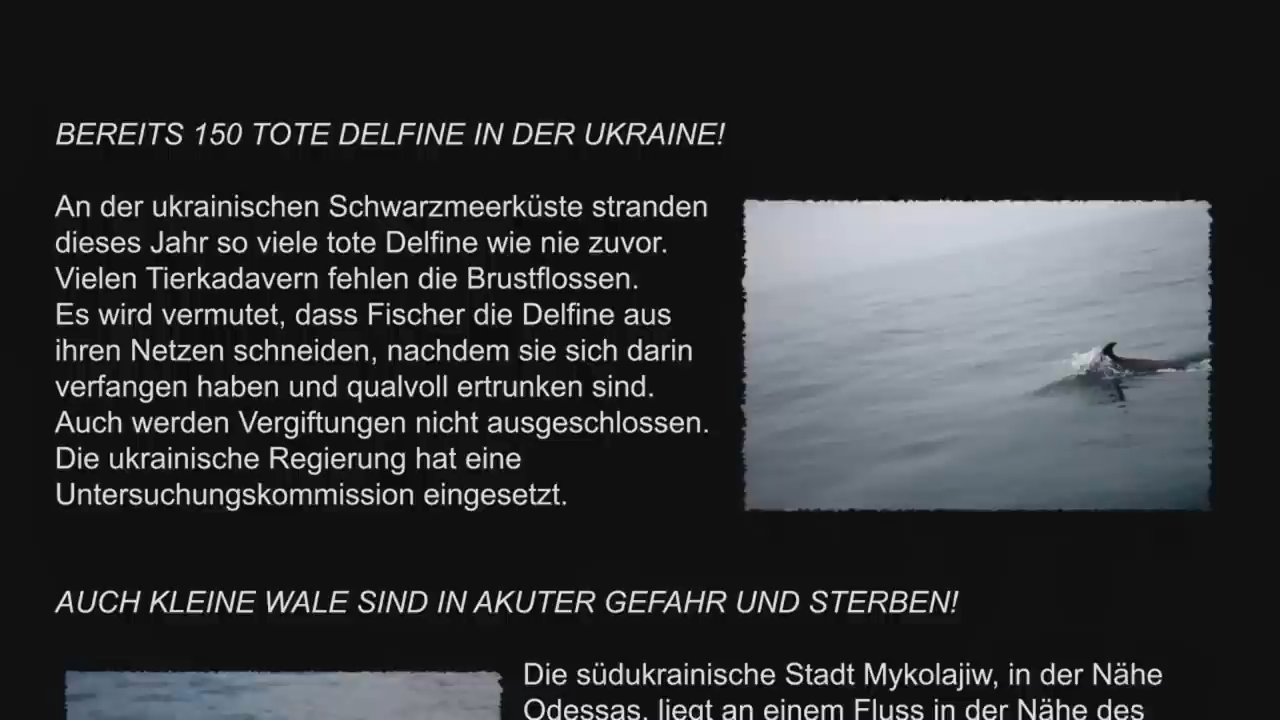 BEREITS 150 TOTE DELFINE IN DER UKRAINE!
An der ukrainischen Schwarzmeerküste stranden
dieses Jahr so viele tote Delfine wie nie zuvor.
Vielen Tierkadavern fehlen die Brustflossen.
Es wird vermutet, dass Fischer die Delfine aus
ihren Netzen schneiden, nachdem sie sich darin
verfangen haben und qualvoll ertrunken sind.
Auch werden Vergiftungen nicht ausgeschlossen.
Die ukrainische Regierung hat eine
Untersuchungskommission eingesetzt.
AUCH KLEINE WALE SIND IN AKUTER GEFAHR UND STERBEN!
Die südukrainische Stadt Mykolajiw, in der Nähe
Odessas, liegt an einem Fluss in der Nähe des